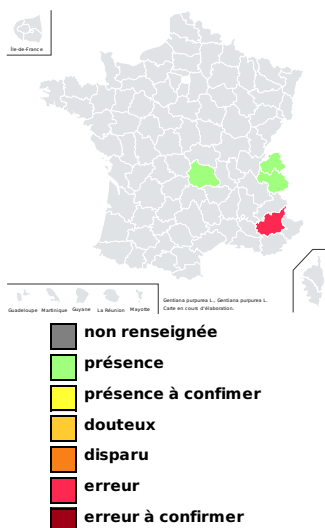 Île-de-France
Guadeloupe Martinique Guyane La Réunion Mayotte
Gentiana purpurea L., Gentiana purpurea L.
Carte en cours d'élaboration.
non renseignée
présence
présence à confimer
douteux
disparu
erreur
erreur à confirmer